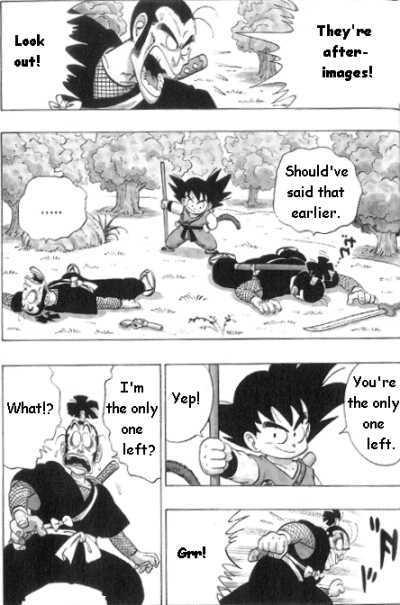 Look
out!
They're
after-
images!
.....
Should've
said that
earlier.
What!?
I'm
the only
one
left?
Yep!
You're
the only
one
left.
Grr!